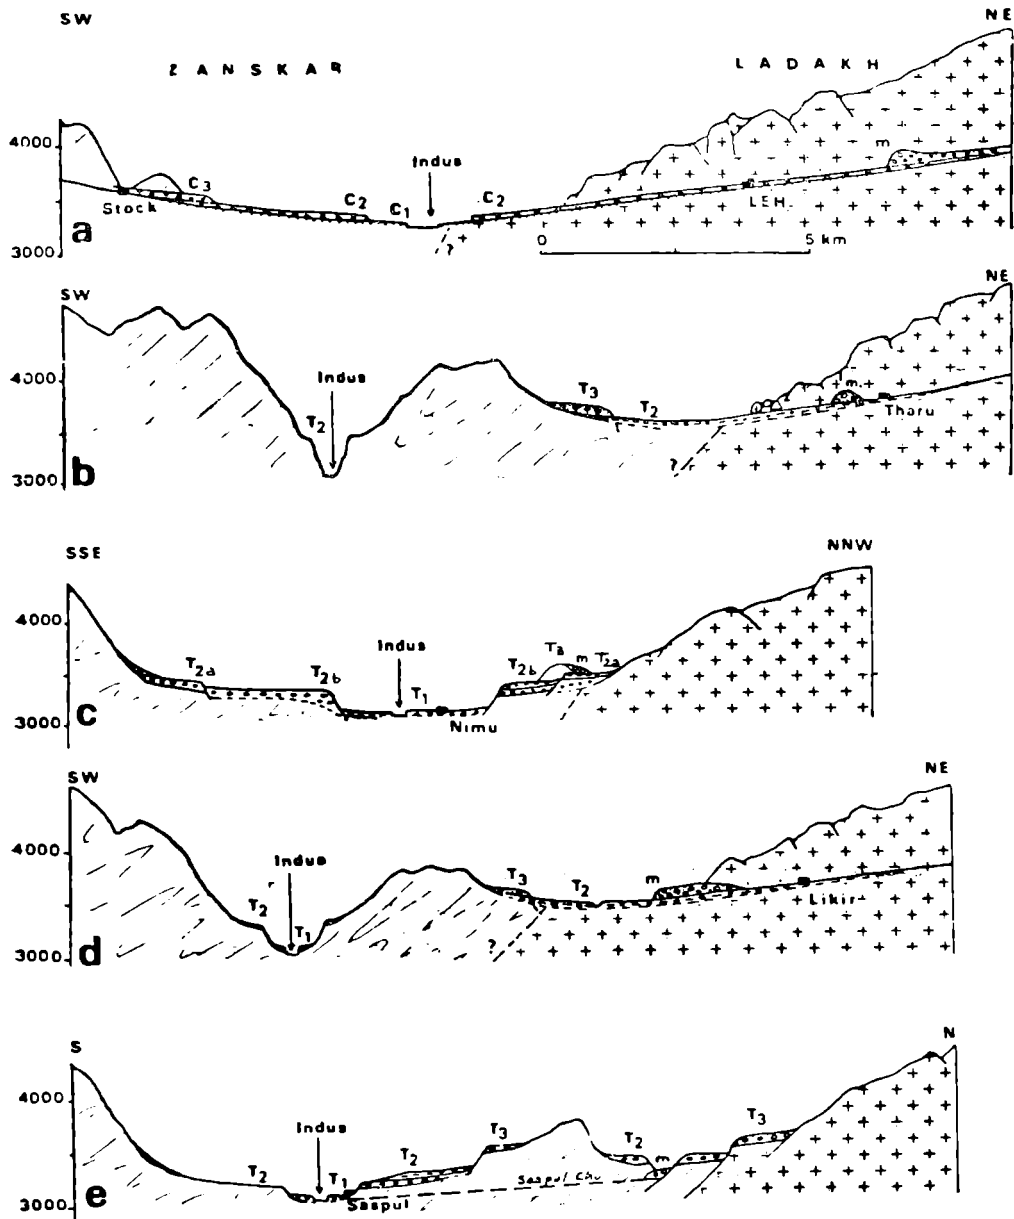 SW NE
ZANSKAR LADAKH
4000
m
Indus
C3
Stock
C2 C1 C2
LEH
a
?
0 5 km
3000
SW NE
4000
Indus
T3
T2
m
Tharu
T2
b
?
3000
SSE NNW
4000
Indus
T2a T2b T2b m T2a
T1
c
3000
Nimu
SW NE
4000
Indus
T3
T2
m
Likir
T2
T1
d
?
3000
S N
4000
Indus
T3
T3
T2 T2 T2
m
T1
Saspul Chu
e
3000
Saspul